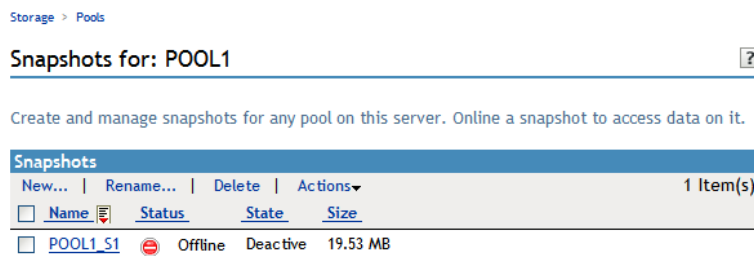 Storage > Pools
Snapshots for: POOL1
?
Create and manage snapshots for any pool on this server. Online a snapshot to access data on it.
Snapshots
New... | Rename... | Delete | Actions 1 Item(s)
Name Status State Size
POOL1_S1 Offline Deactive 19.53 MB